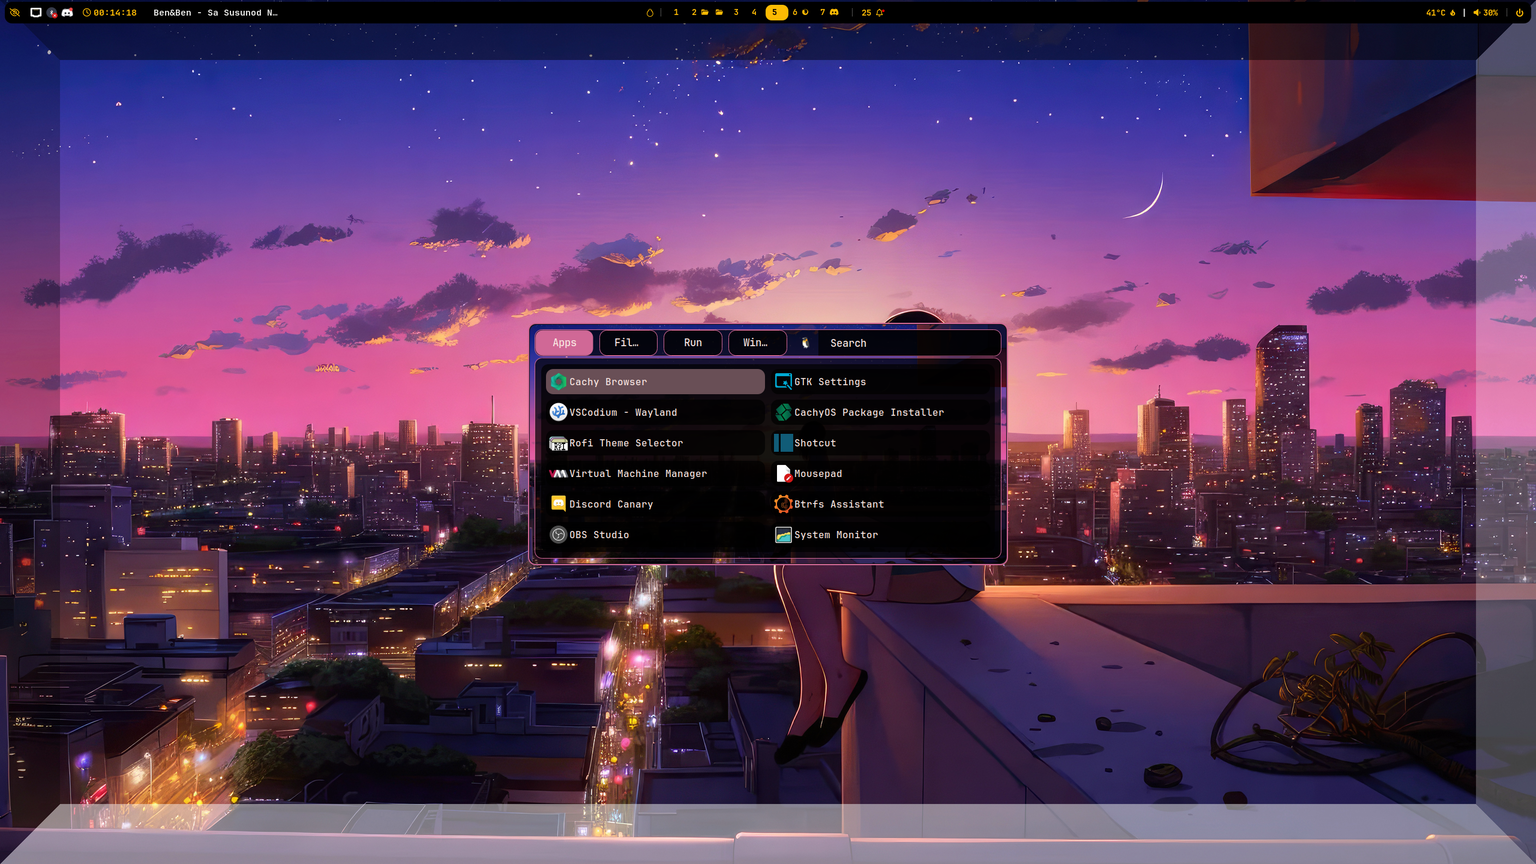 00:14:18 Ben&Ben - Sa Susunod N…
1 2 3 4 5 6 7 25
41°C | 30%
Apps Fil… Run Win… Search
Cachy Browser GTK Settings
VSCodium - Wayland CachyOS Package Installer
Rofi Theme Selector Shotcut
Virtual Machine Manager Mousepad
Discord Canary Btrfs Assistant
OBS Studio System Monitor